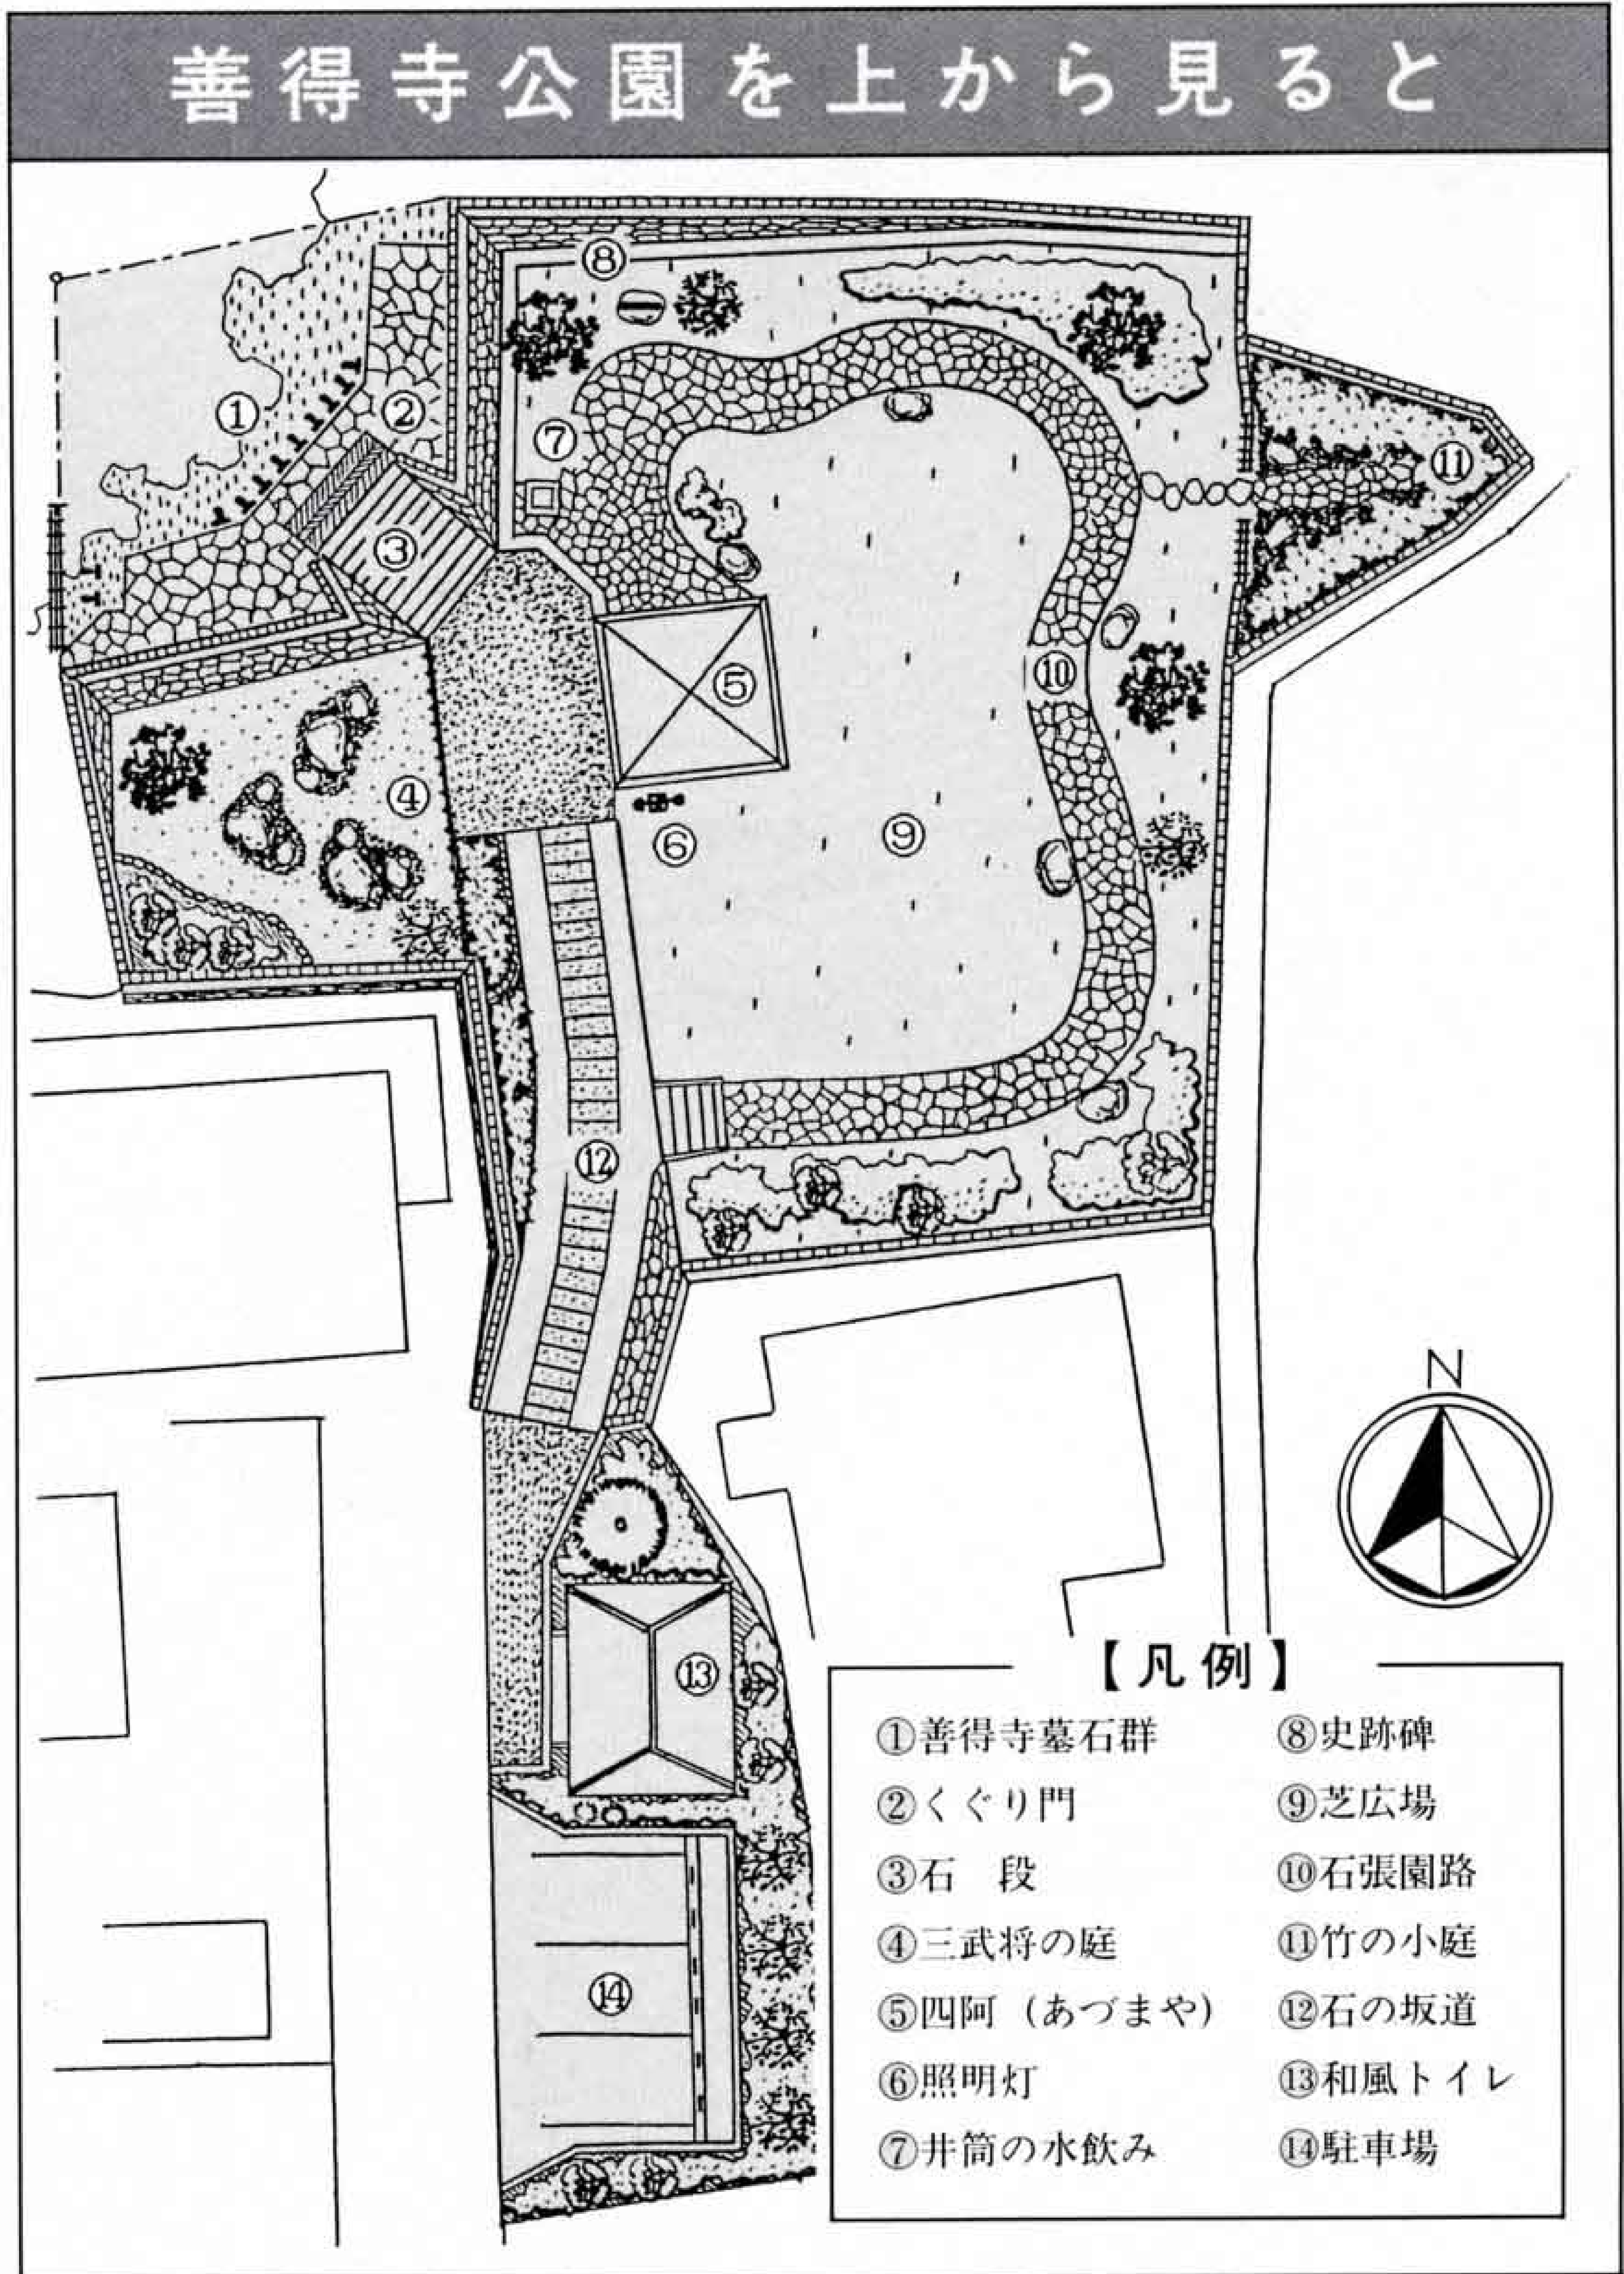 善得寺公園を上から見ると
⑧
①
②
⑦
⑪
③
⑤
⑩
④
⑥
⑨
⑫
N
⑬
⑭
【凡例】
①善得寺墓石群
②くぐり門
③石　段
④三武将の庭
⑤四阿（あづまや）
⑥照明灯
⑦井筒の水飲み
⑧史跡碑
⑨芝広場
⑩石張園路
⑪竹の小庭
⑫石の坂道
⑬和風トイレ
⑭駐車場